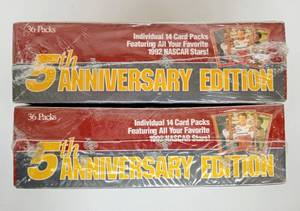 36 Packs
Individual 14 Card Packs
Featuring All Your Favorite
1992 NASCAR Stars!
5th ANNIVERSARY EDITION
36 Packs
Individual 14 Card Packs
Featuring All Your Favorite
1992 NASCAR Stars!
5th ANNIVERSARY EDITION